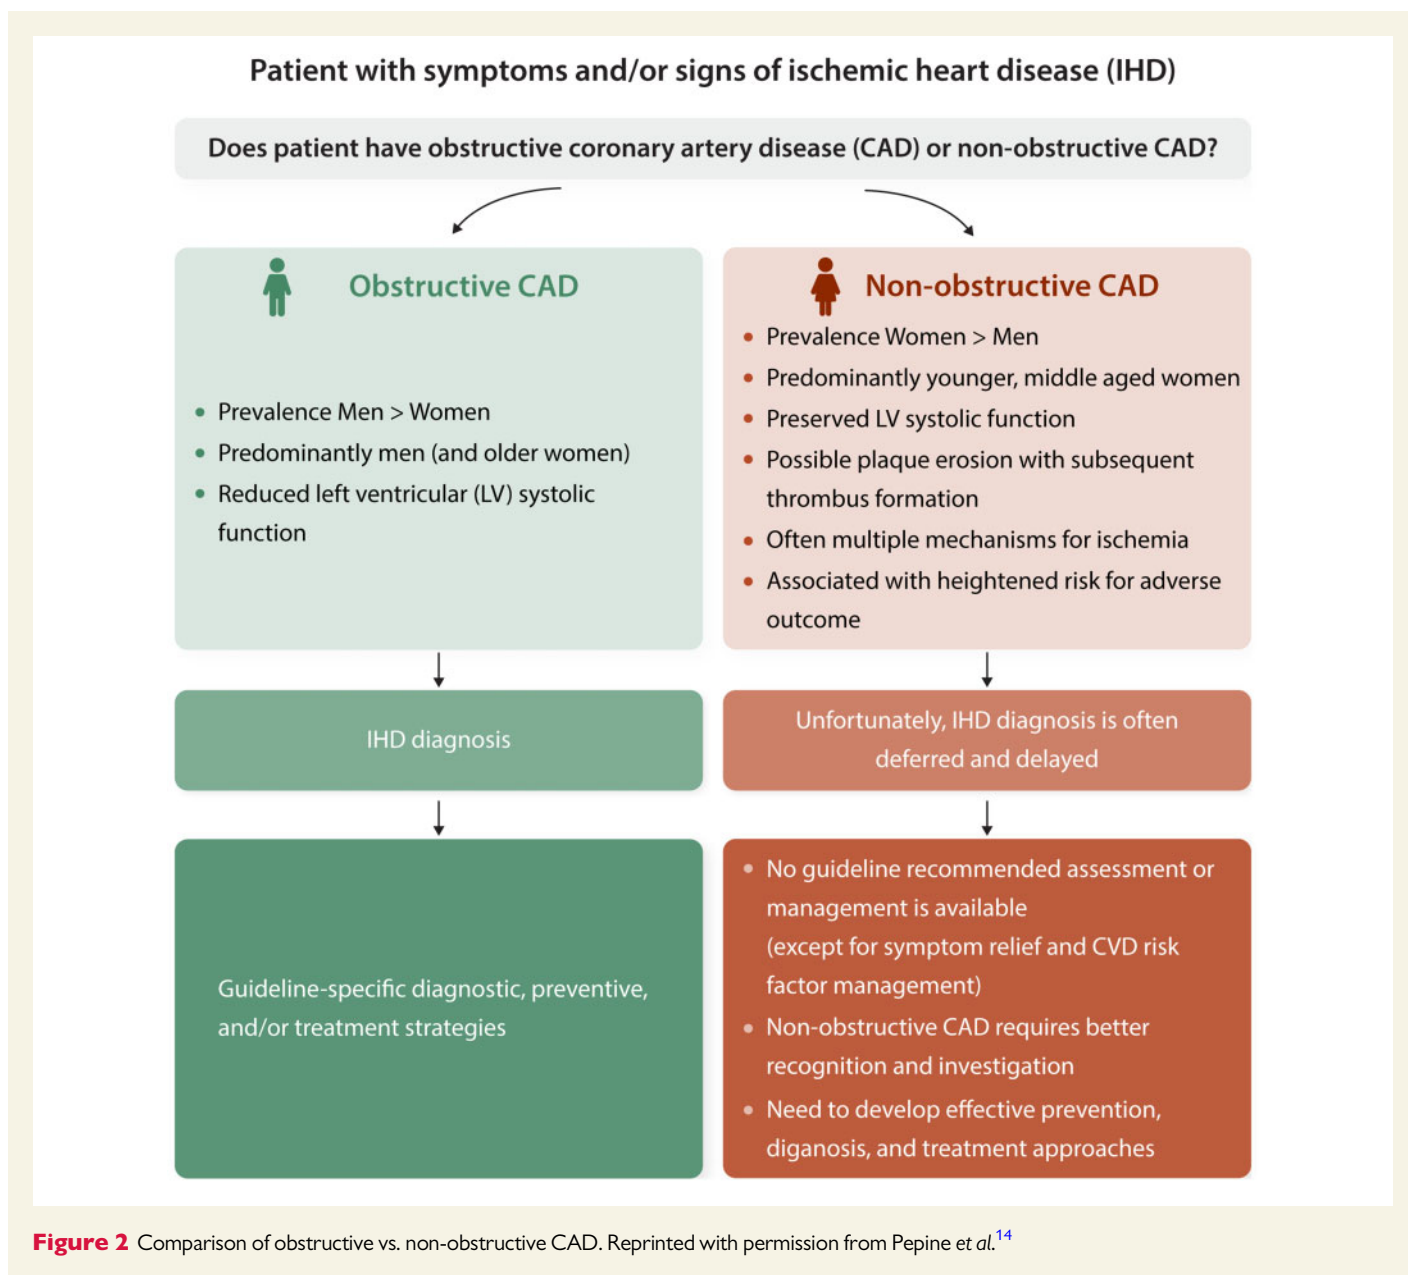 Patient with symptoms and/or signs of ischemic heart disease (IHD)
Does patient have obstructive coronary artery disease (CAD) or non-obstructive CAD?
Obstructive CAD
• Prevalence Men > Women
• Predominantly men (and older women)
• Reduced left ventricular (LV) systolic
function
IHD diagnosis
Guideline-specific diagnostic, preventive,
and/or treatment strategies
Non-obstructive CAD
• Prevalence Women > Men
• Predominantly younger, middle aged women
• Preserved LV systolic function
• Possible plaque erosion with subsequent
thrombus formation
• Often multiple mechanisms for ischemia
• Associated with heightened risk for adverse
outcome
Unfortunately, IHD diagnosis is often
deferred and delayed
• No guideline recommended assessment or
management is available
(except for symptom relief and CVD risk
factor management)
• Non-obstructive CAD requires better
recognition and investigation
• Need to develop effective prevention,
diganosis, and treatment approaches
Figure 2 Comparison of obstructive vs. non-obstructive CAD. Reprinted with permission from Pepine et al.14